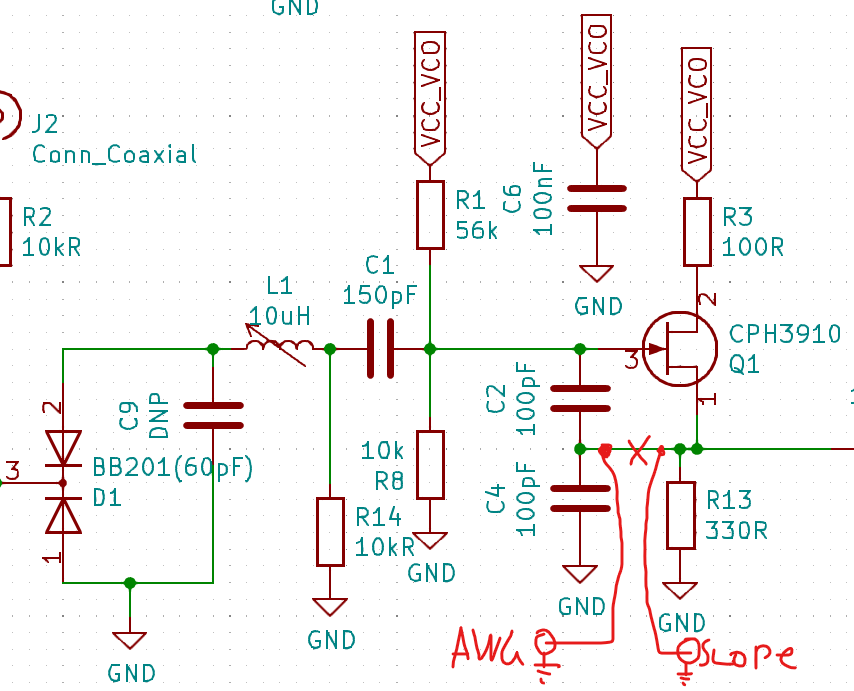 GND
J2
Conn_Coaxial
R2
10kR
VCC_VCO
VCC_VCO
VCC_VCO
R1
56k
C6
100nF
GND
R3
100R
C1
150pF
L1
10uH
2
CPH3910
Q1
3
1
C2
100pF
C9
DNP
2
BB201(60pF)
D1
3
1
10k
R8
GND
R14
10kR
GND
C4
100pF
GND
X
R13
330R
GND
GND
AWG
SCOPE